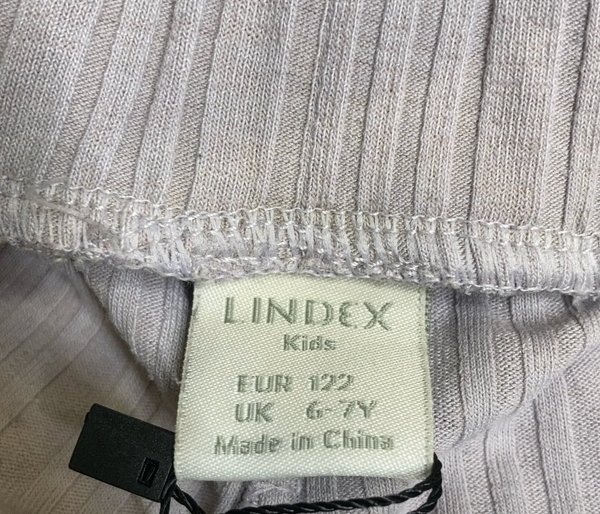 LINDEX
Kids
EUR 122
UK 6-7Y
Made in China